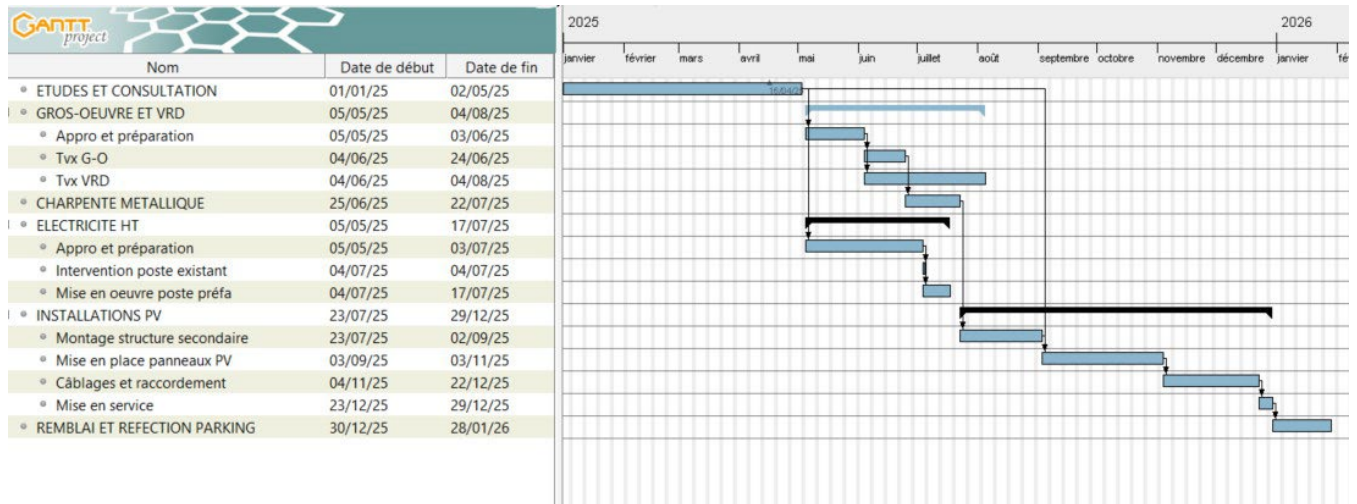 GANTT
project
2025 2026
janvier février mars avril mai juin juillet août septembre octobre novembre décembre janvier
Nom Date de début Date de fin
ETUDES ET CONSULTATION 01/01/25 02/05/25
GROS-OEUVRE ET VRD 05/05/25 04/08/25
Appro et préparation 05/05/25 03/06/25
Tvx G-O 04/06/25 24/06/25
Tvx VRD 04/06/25 04/08/25
CHARPENTE METALLIQUE 25/06/25 22/07/25
ELECTRICITE HT 05/05/25 17/07/25
Appro et préparation 05/05/25 03/07/25
Intervention poste existant 04/07/25 04/07/25
Mise en oeuvre poste préfa 04/07/25 17/07/25
INSTALLATIONS PV 23/07/25 29/12/25
Montage structure secondaire 23/07/25 02/09/25
Mise en place panneaux PV 03/09/25 03/11/25
Câblages et raccordement 04/11/25 22/12/25
Mise en service 23/12/25 29/12/25
REMBLAI ET REFECTION PARKING 30/12/25 28/01/26